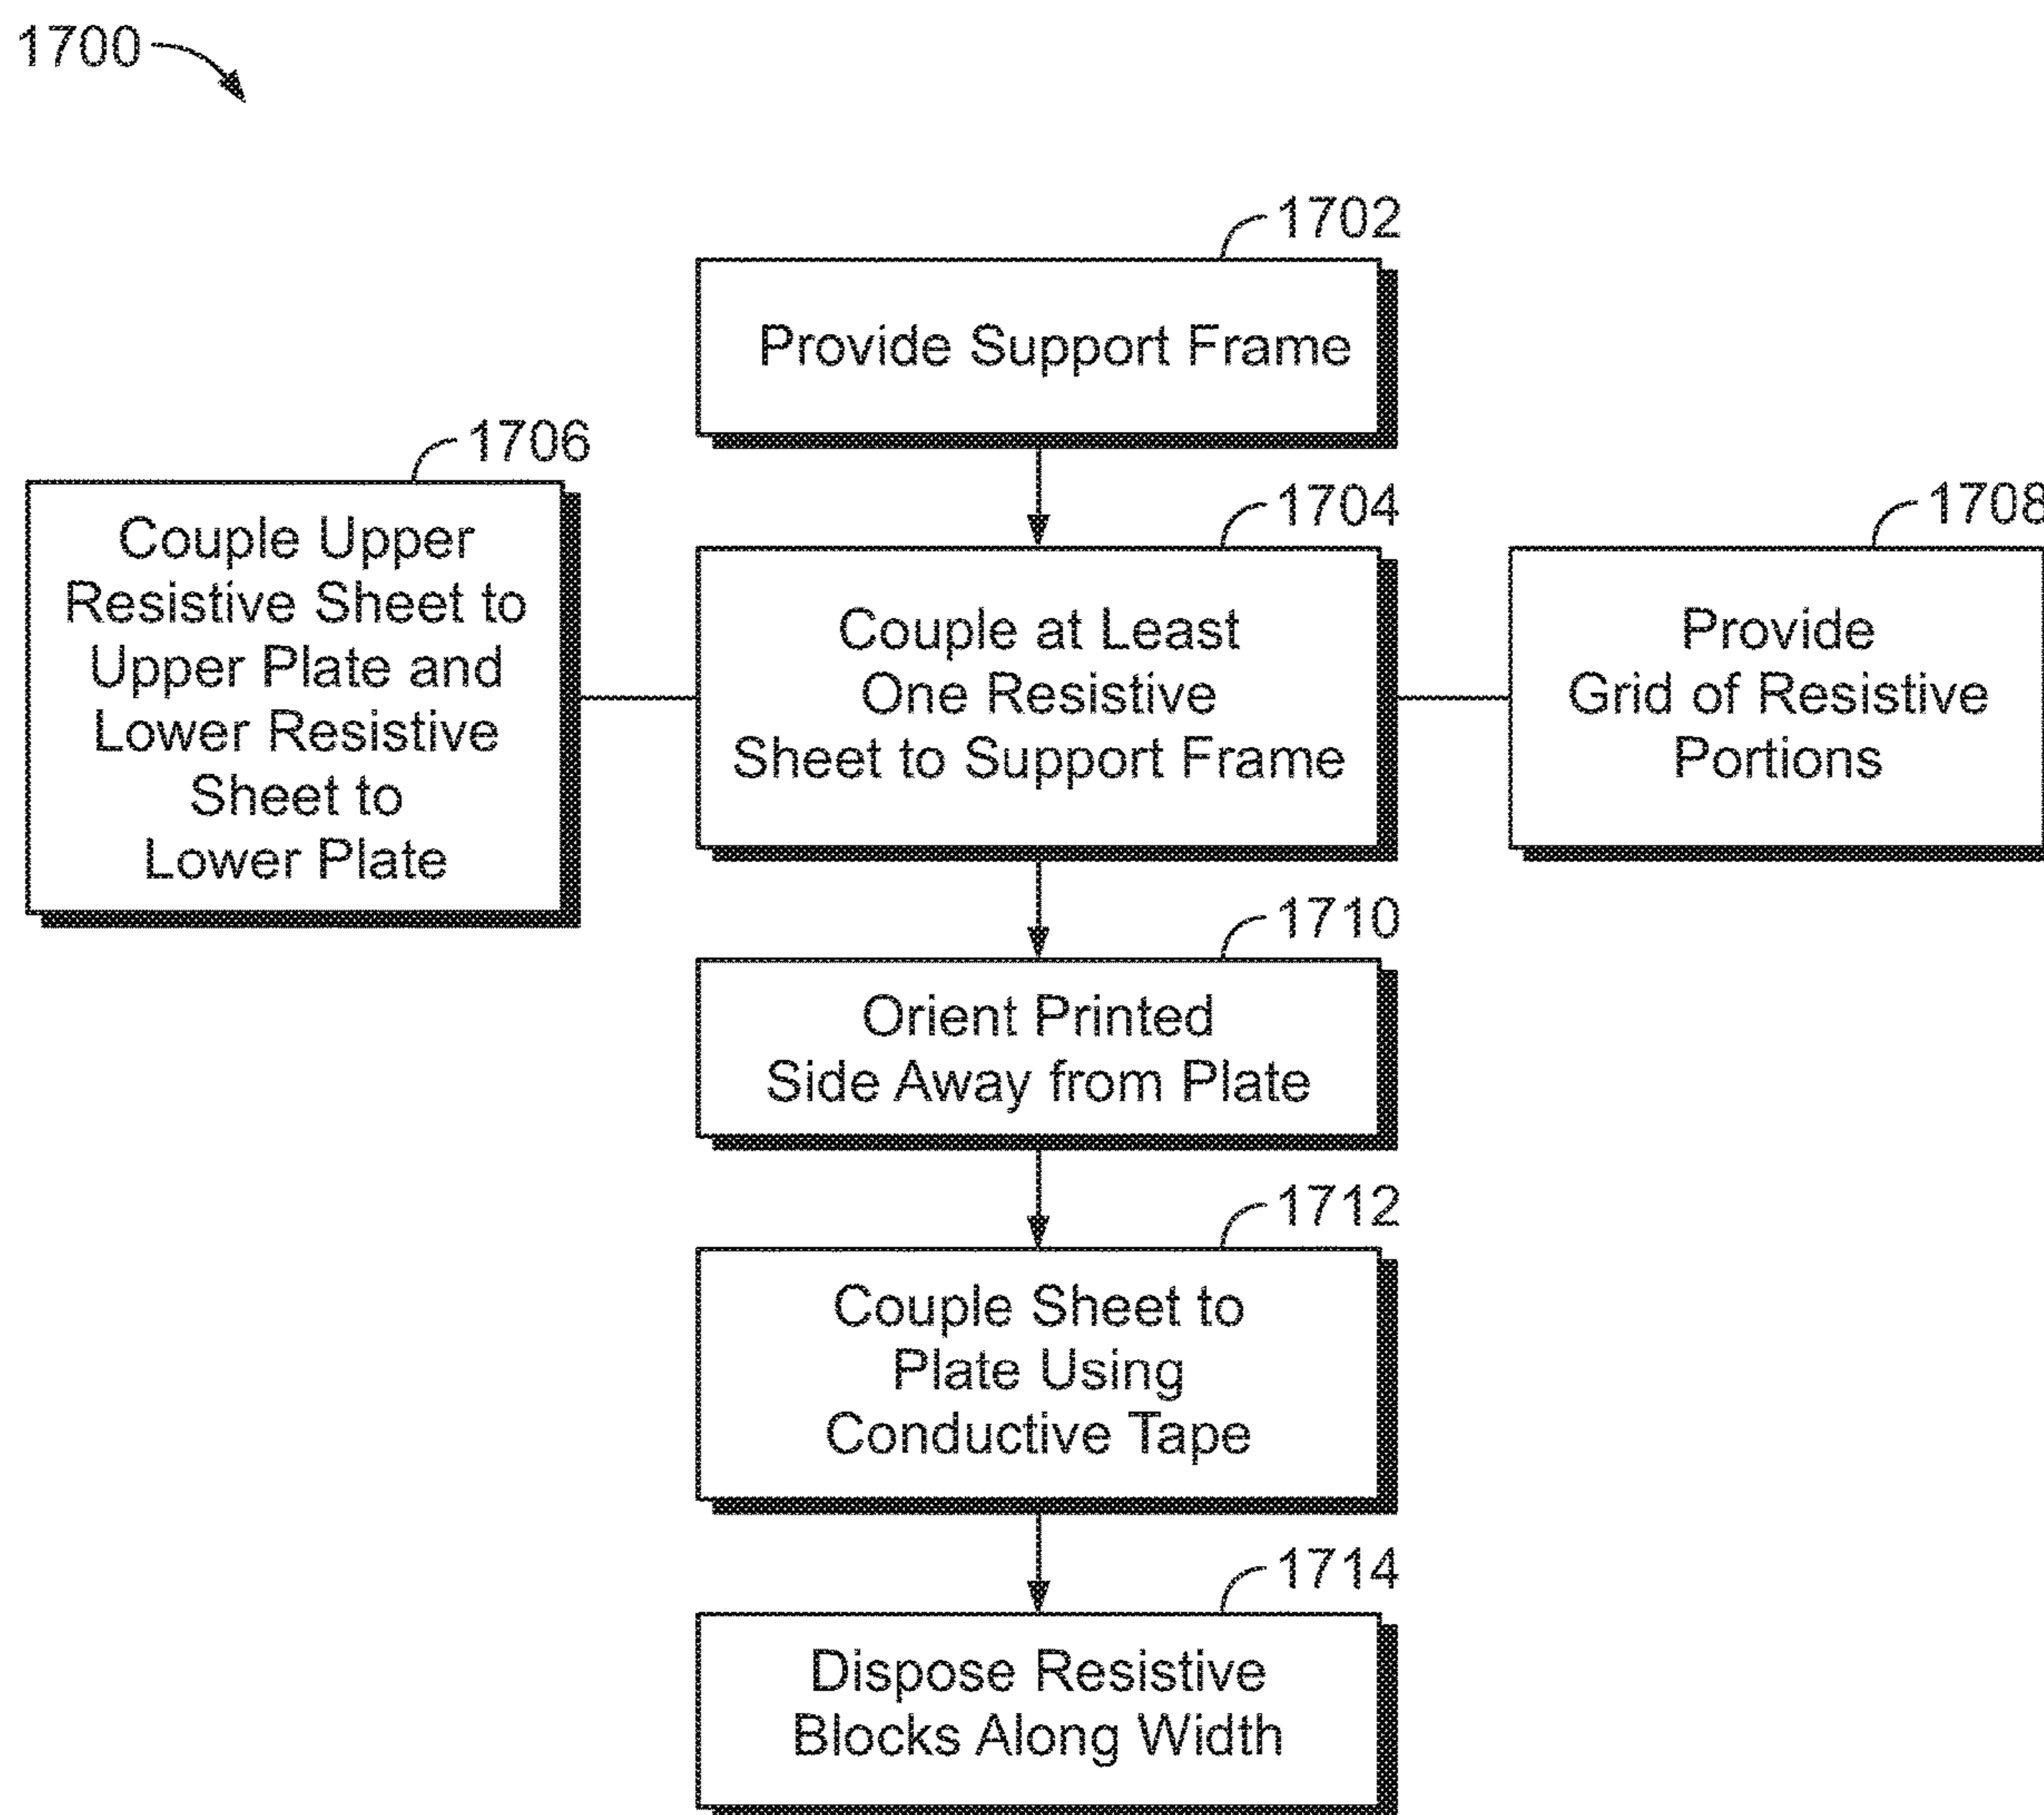 1700
1702
Provide Support Frame
1706
Couple Upper
Resistive Sheet to
Upper Plate and
Lower Resistive
Sheet to
Lower Plate
1704
Couple at Least
One Resistive
Sheet to Support Frame
1708
Provide
Grid of Resistive
Portions
1710
Orient Printed
Side Away from Plate
1712
Couple Sheet to
Plate Using
Conductive Tape
1714
Dispose Resistive
Blocks Along Width